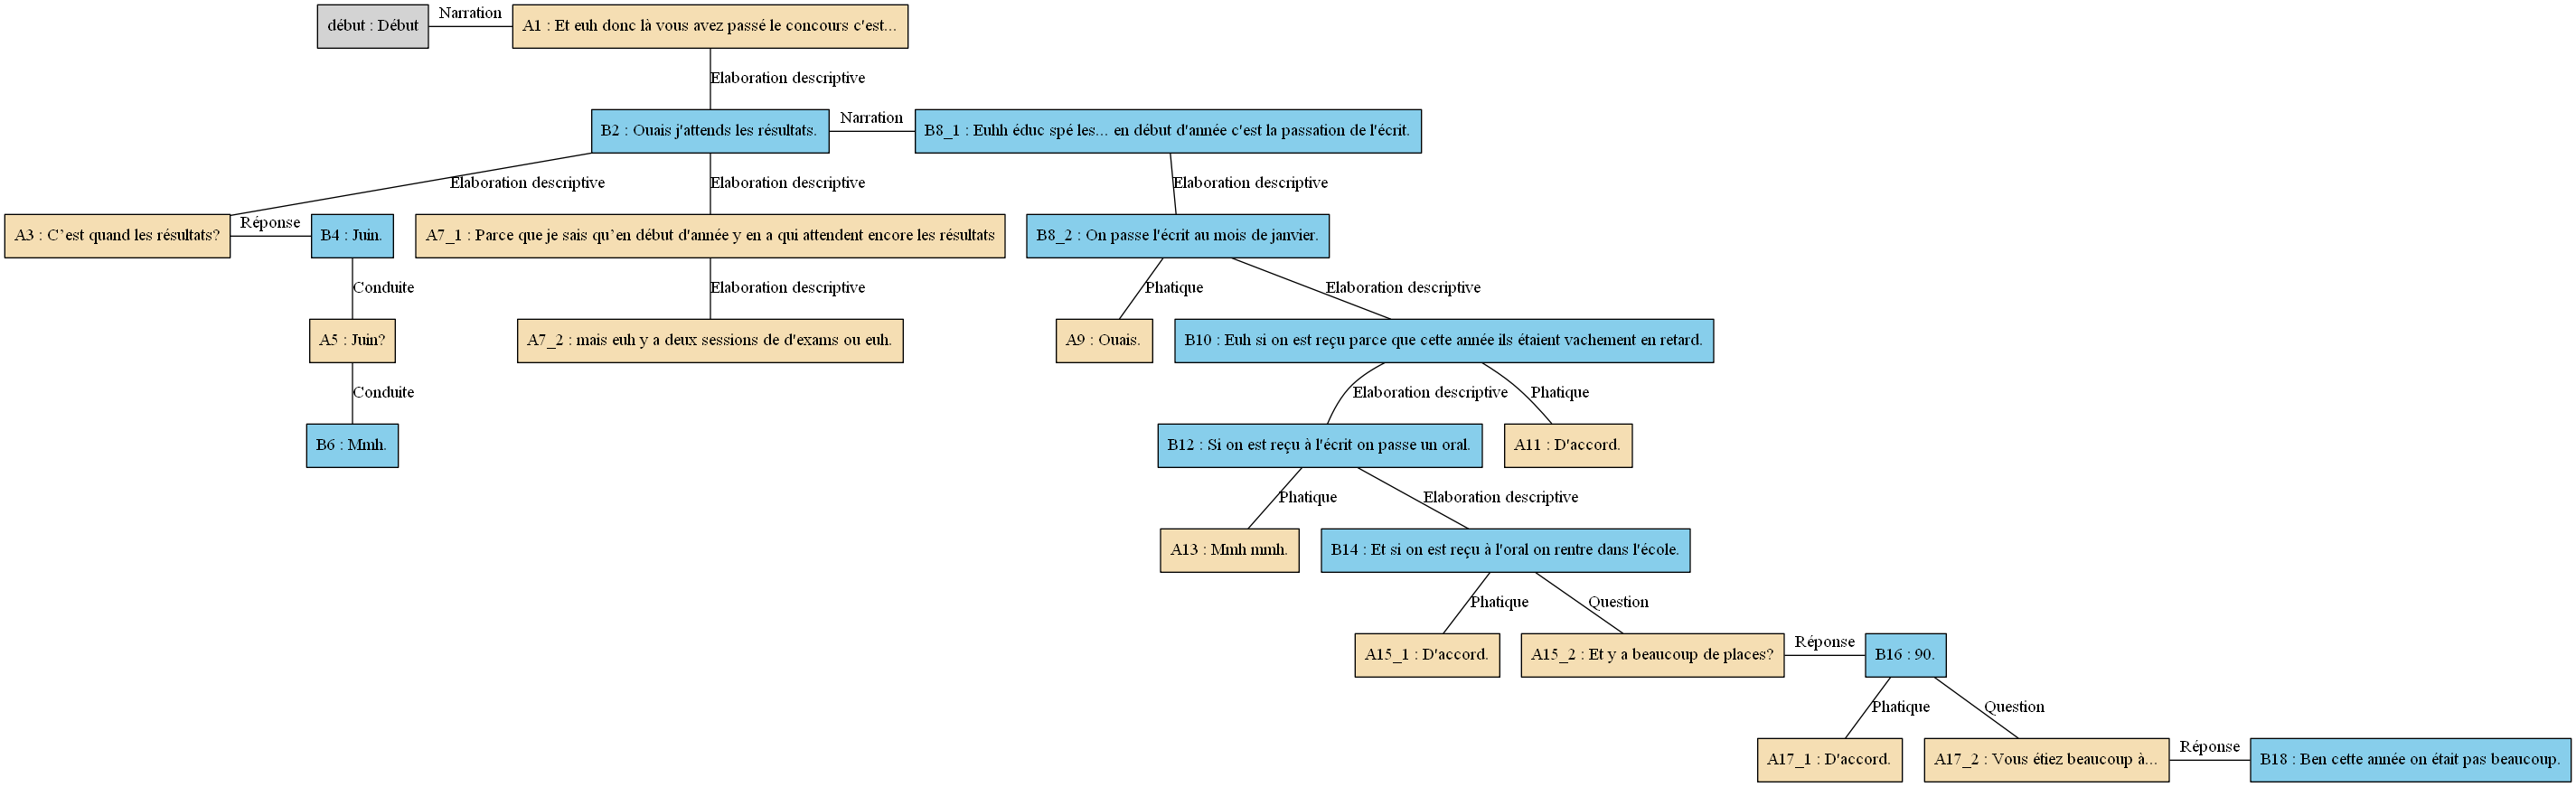 début : Début
Narration
A1 : Et euh donc là vous avez passé le concours c'est...
Elaboration descriptive
B2 : Ouais j'attends les résultats.
Narration
B8_1 : Euhh éduc spé les... en début d'année c'est la passation de l'écrit.
Elaboration descriptive
Elaboration descriptive
Elaboration descriptive
A3 : C’est quand les résultats?
Réponse
B4 : Juin.
A7_1 : Parce que je sais qu’en début d'année y en a qui attendent encore les résultats
B8_2 : On passe l'écrit au mois de janvier.
Conduite
Elaboration descriptive
Phatique
Elaboration descriptive
A5 : Juin?
A7_2 : mais euh y a deux sessions de d'exams ou euh.
A9 : Ouais.
B10 : Euh si on est reçu parce que cette année ils étaient vachement en retard.
Conduite
Elaboration descriptive
Phatique
B6 : Mmh.
B12 : Si on est reçu à l'écrit on passe un oral.
A11 : D'accord.
Phatique
Elaboration descriptive
A13 : Mmh mmh.
B14 : Et si on est reçu à l'oral on rentre dans l'école.
Phatique
Question
A15_1 : D'accord.
A15_2 : Et y a beaucoup de places?
Réponse
B16 : 90.
Phatique
Question
A17_1 : D'accord.
A17_2 : Vous étiez beaucoup à...
Réponse
B18 : Ben cette année on était pas beaucoup.